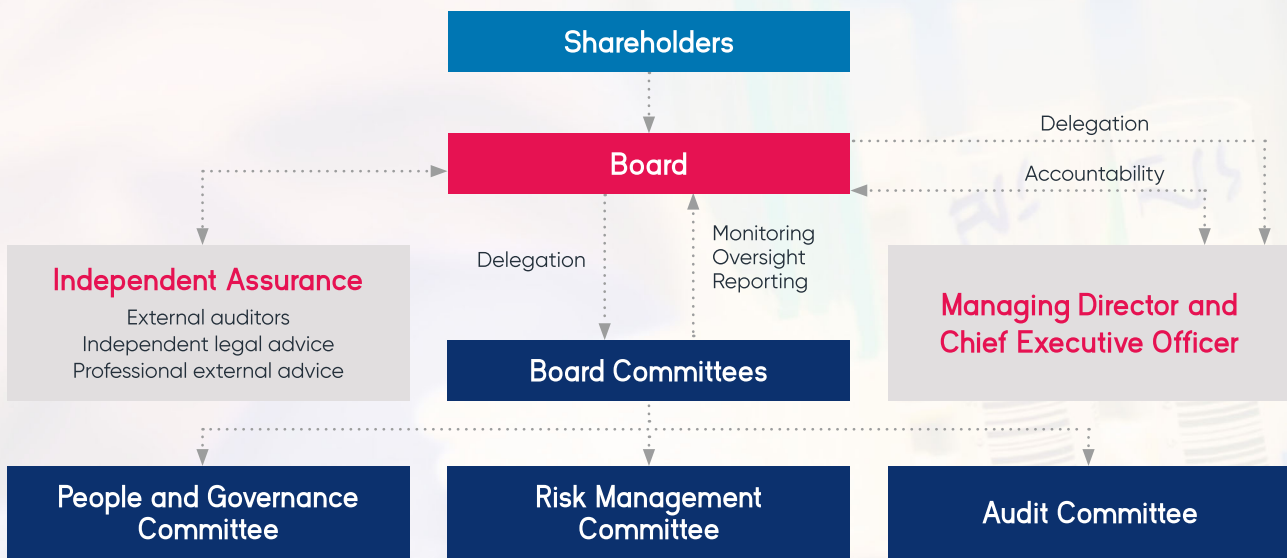 Shareholders
Delegation
Board
Accountability
Monitoring
Oversight
Reporting
Delegation
Independent Assurance
External auditors
Independent legal advice
Professional external advice
Managing Director and
Chief Executive Officer
Board Committees
People and Governance
Committee
Risk Management
Committee
Audit Committee